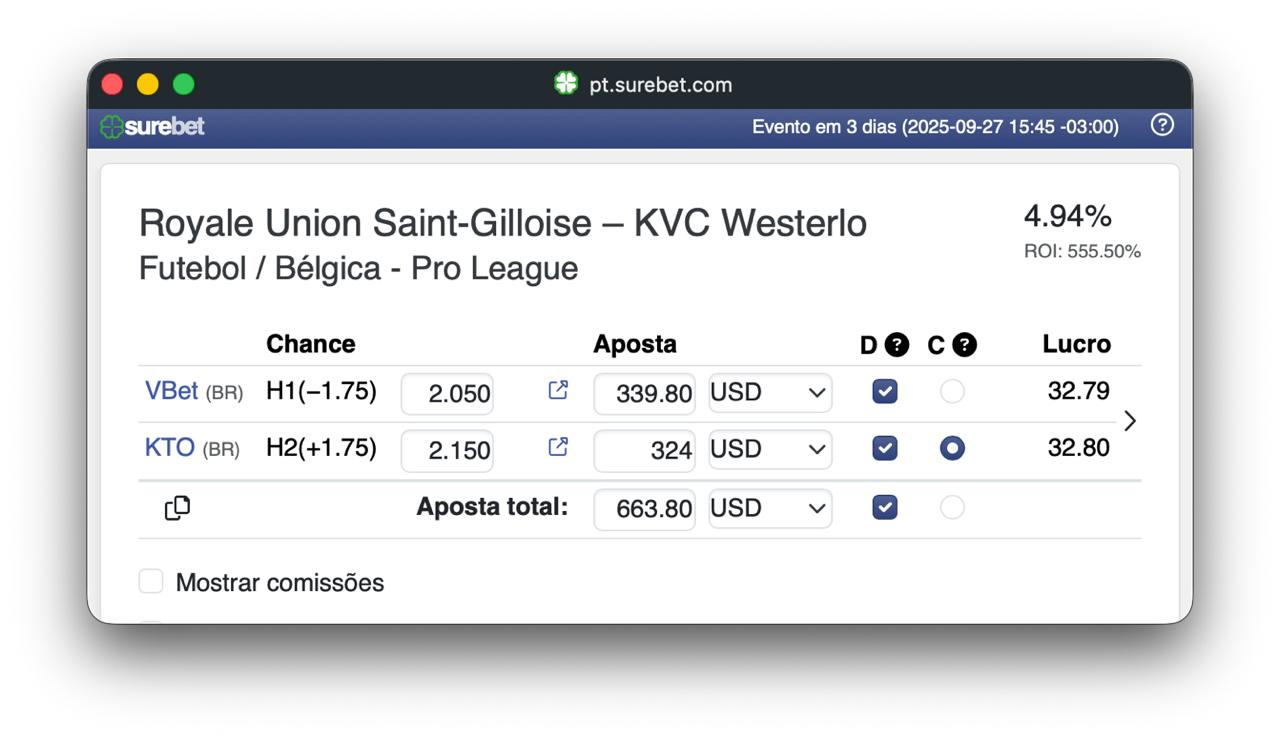 pt.surebet.com
surebet Evento em 3 dias (2025-09-27 15:45 -03:00) ?
Royale Union Saint-Gilloise – KVC Westerlo 4.94%
Futebol / Bélgica - Pro League ROI: 555.50%
Chance Aposta D ? C ? Lucro
VBet (BR) H1(−1.75) 2.050 339.80 USD 32.79
KTO (BR) H2(+1.75) 2.150 324 USD 32.80
Aposta total: 663.80 USD
Mostrar comissões